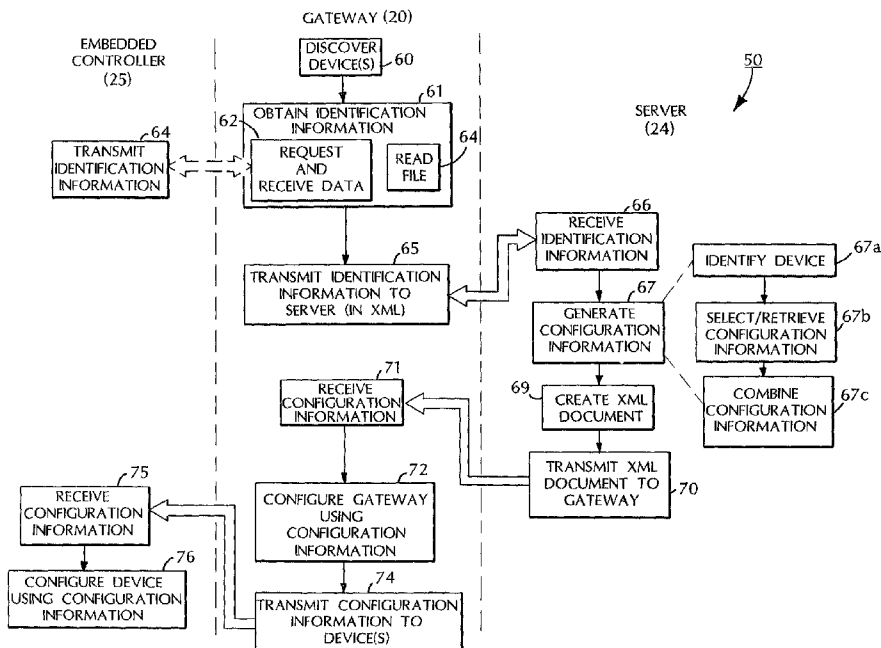 GATEWAY (20)
EMBEDDED
CONTROLLER
(25)
SERVER (24)
50
DISCOVER
DEVICE(S)
60
61
OBTAIN IDENTIFICATION
INFORMATION
62
REQUEST
AND
RECEIVE DATA
READ
FILE
64
64
TRANSMIT
IDENTIFICATION
INFORMATION
65
TRANSMIT IDENTIFICATION
INFORMATION TO
SERVER (IN XML)
66
RECEIVE
IDENTIFICATION
INFORMATION
67
GENERATE
CONFIGURATION
INFORMATION
IDENTIFY DEVICE
67a
SELECT/RETRIEVE
CONFIGURATION
INFORMATION
67b
COMBINE
CONFIGURATION
INFORMATION
67c
69
CREATE XML
DOCUMENT
TRANSMIT XML
DOCUMENT TO
GATEWAY
70
71
RECEIVE
CONFIGURATION
INFORMATION
72
CONFIGURE GATEWAY
USING
CONFIGURATION
INFORMATION
74
TRANSMIT CONFIGURATION
INFORMATION TO
DEVICE(S)
75
RECEIVE
CONFIGURATION
INFORMATION
76
CONFIGURE DEVICE
USING CONFIGURATION
INFORMATION